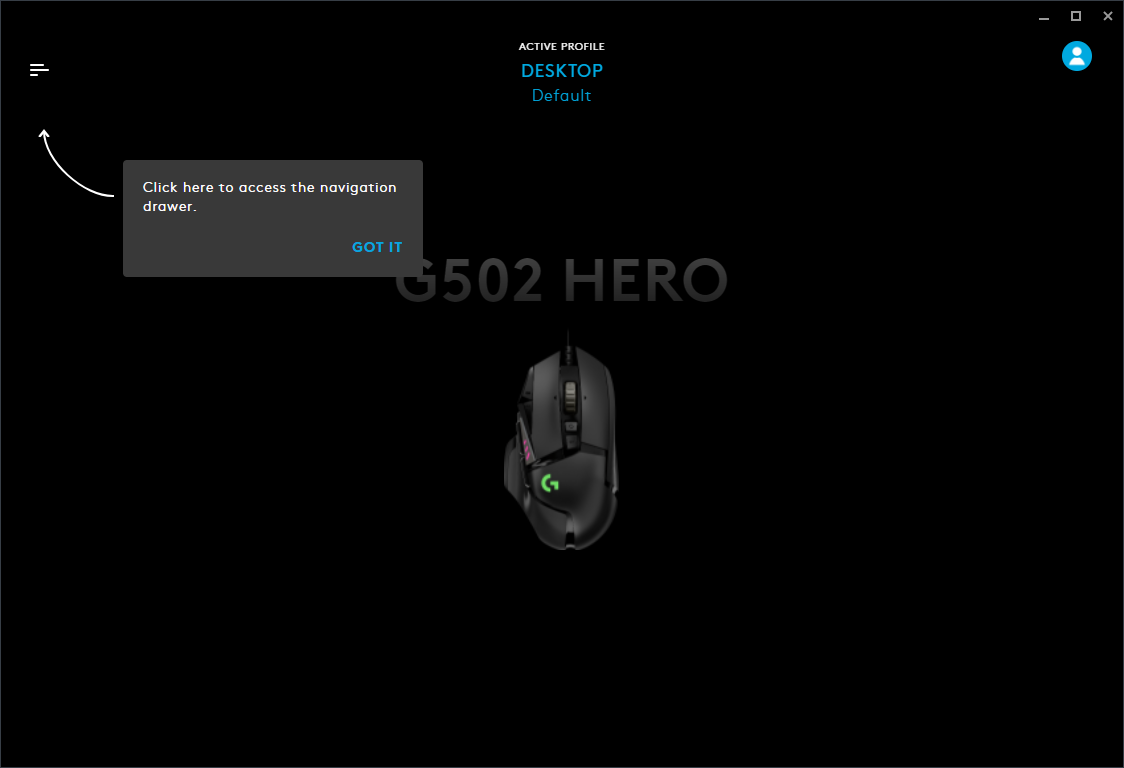 ACTIVE PROFILE
DESKTOP
Default
Click here to access the navigation
drawer.
GOT IT
G502 HERO